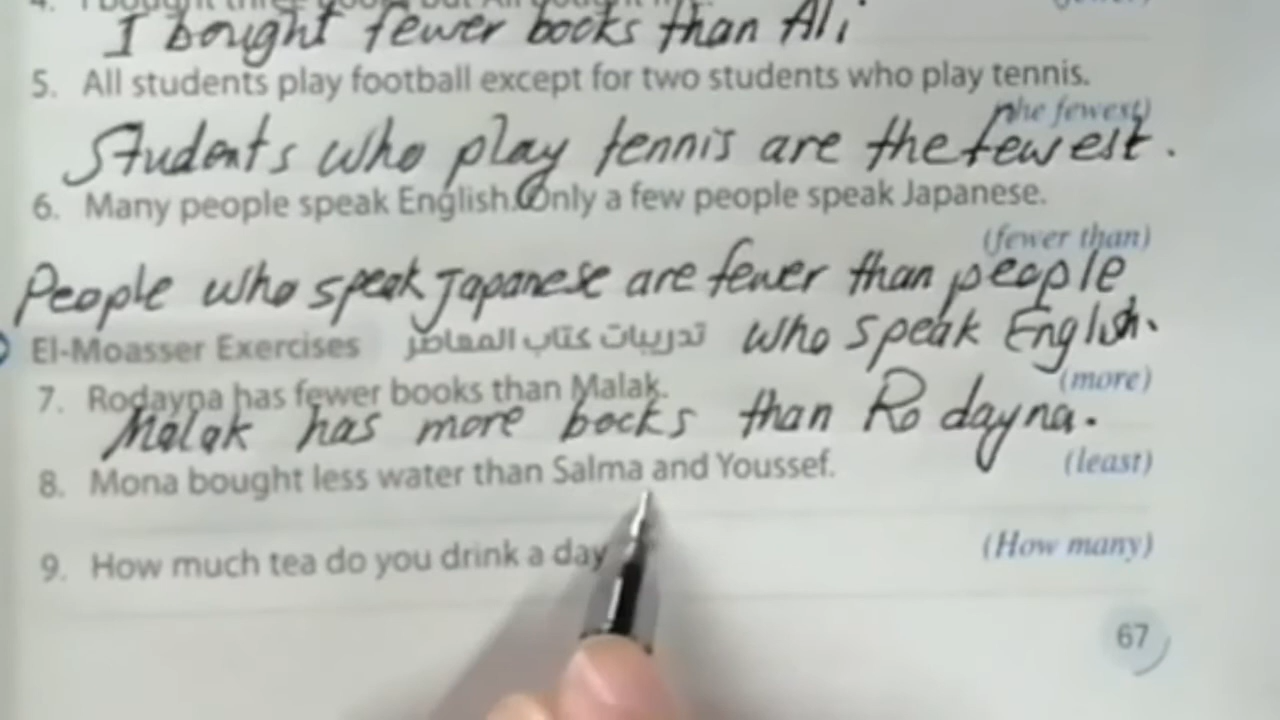 I bought fewer books than Ali
5. All students play football except for two students who play tennis.
(the fewest)
Students who play tennis are the fewest.
6. Many people speak English. Only a few people speak Japanese.
(fewer than)
People who speak Japanese are fewer than people
who speak English.
El-Moasser Exercises تدريبات كتاب المعاصر
7. Rodayna has fewer books than Malak. (more)
Malak has more books than Rodayna.
8. Mona bought less water than Salma and Youssef. (least)
9. How much tea do you drink a day (How many)
67